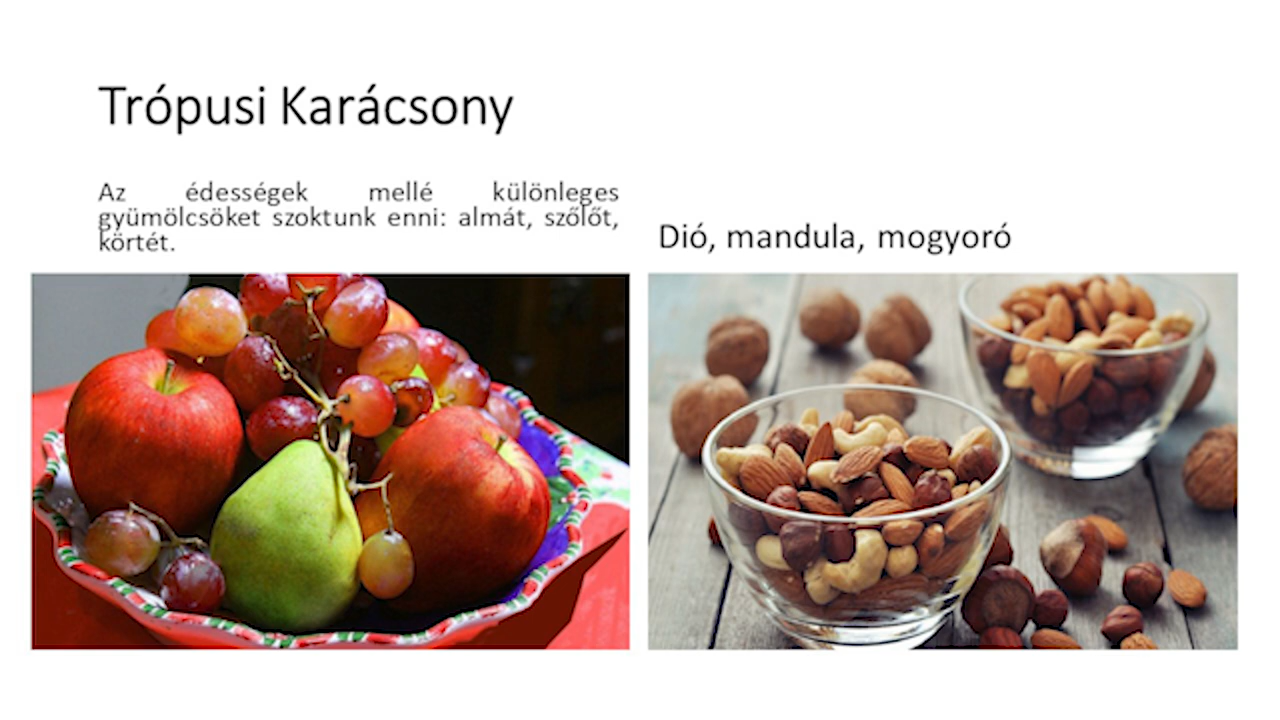 Trópusi Karácsony
Az édességek mellé különleges
gyümölcsöket szoktunk enni: almát, szőlőt,
körtét.
Dió, mandula, mogyoró